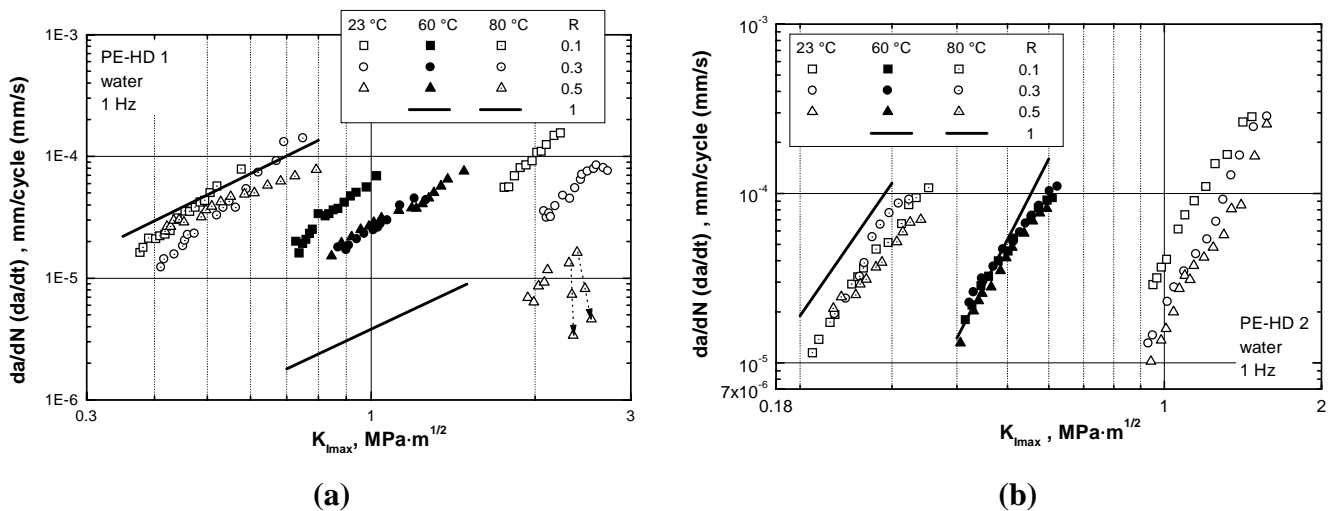 1E-3
1E-4
1E-5
1E-6
da/dN (da/dt) , mm/cycle (mm/s)
PE-HD 1
water
1 Hz
23 °C 60 °C 80 °C R
0.1
0.3
0.5
1
0.3 1 3
K_Imax , MPa·m^1/2
(a)
10^-3
10^-4
10^-5
7x10^-6
da/dN (da/dt) , mm/cycle (mm/s)
23 °C 60 °C 80 °C R
0.1
0.3
0.5
1
PE-HD 2
water
1 Hz
0.18 1 2
K_Imax , MPa·m^1/2
(b)